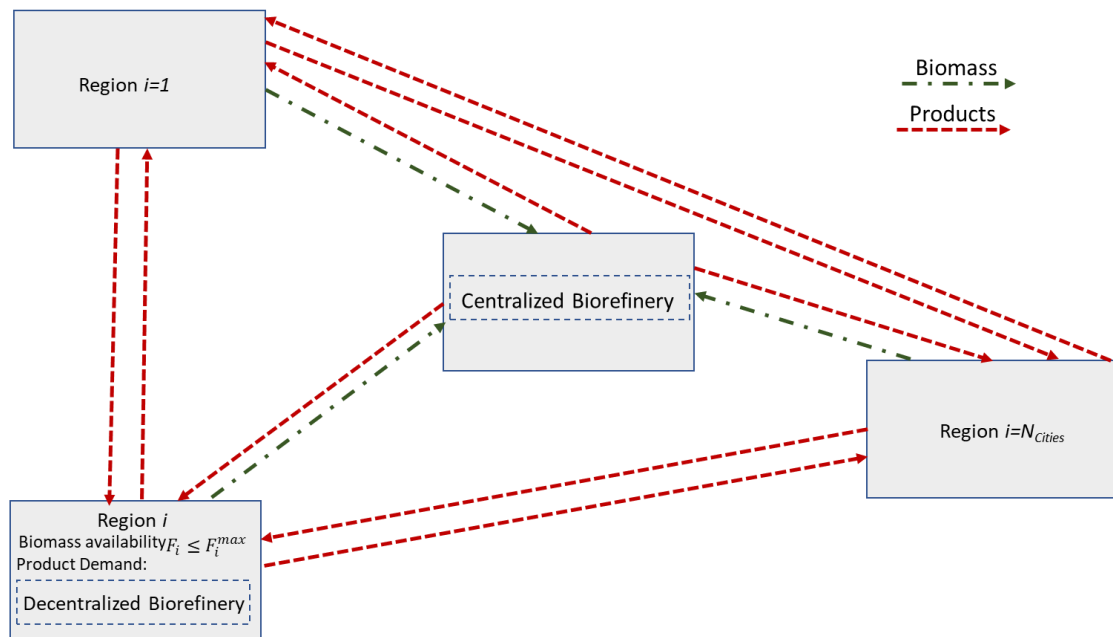 Region i=1
Biomass
Products
Centralized Biorefinery
Region i=N_Cities
Region i
Biomass availability F_i ≤ F_i^max
Product Demand:
Decentralized Biorefinery